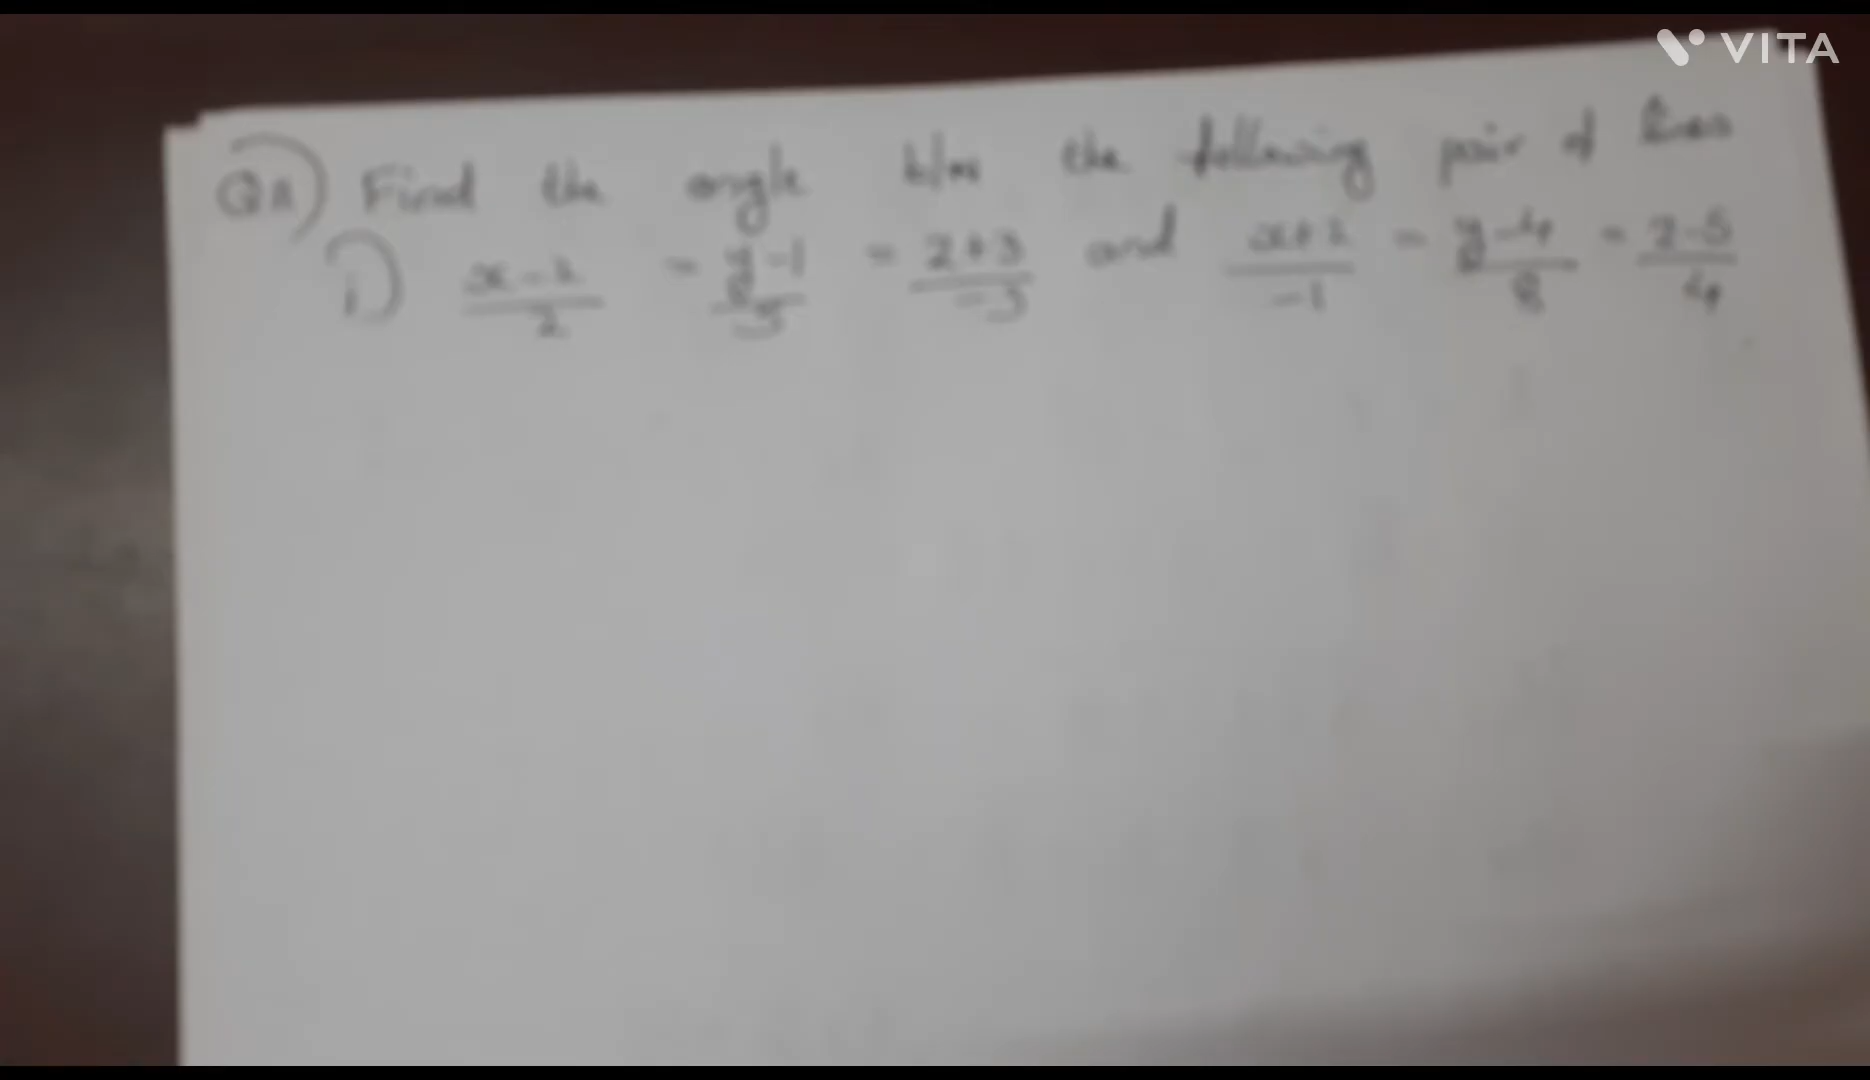 VITA
Q11) Find the angle b/w the following pair of lines
i) x-2/2 = y-1/5 = z+3/-3 and x+2/-1 = y-4/8 = z-5/4